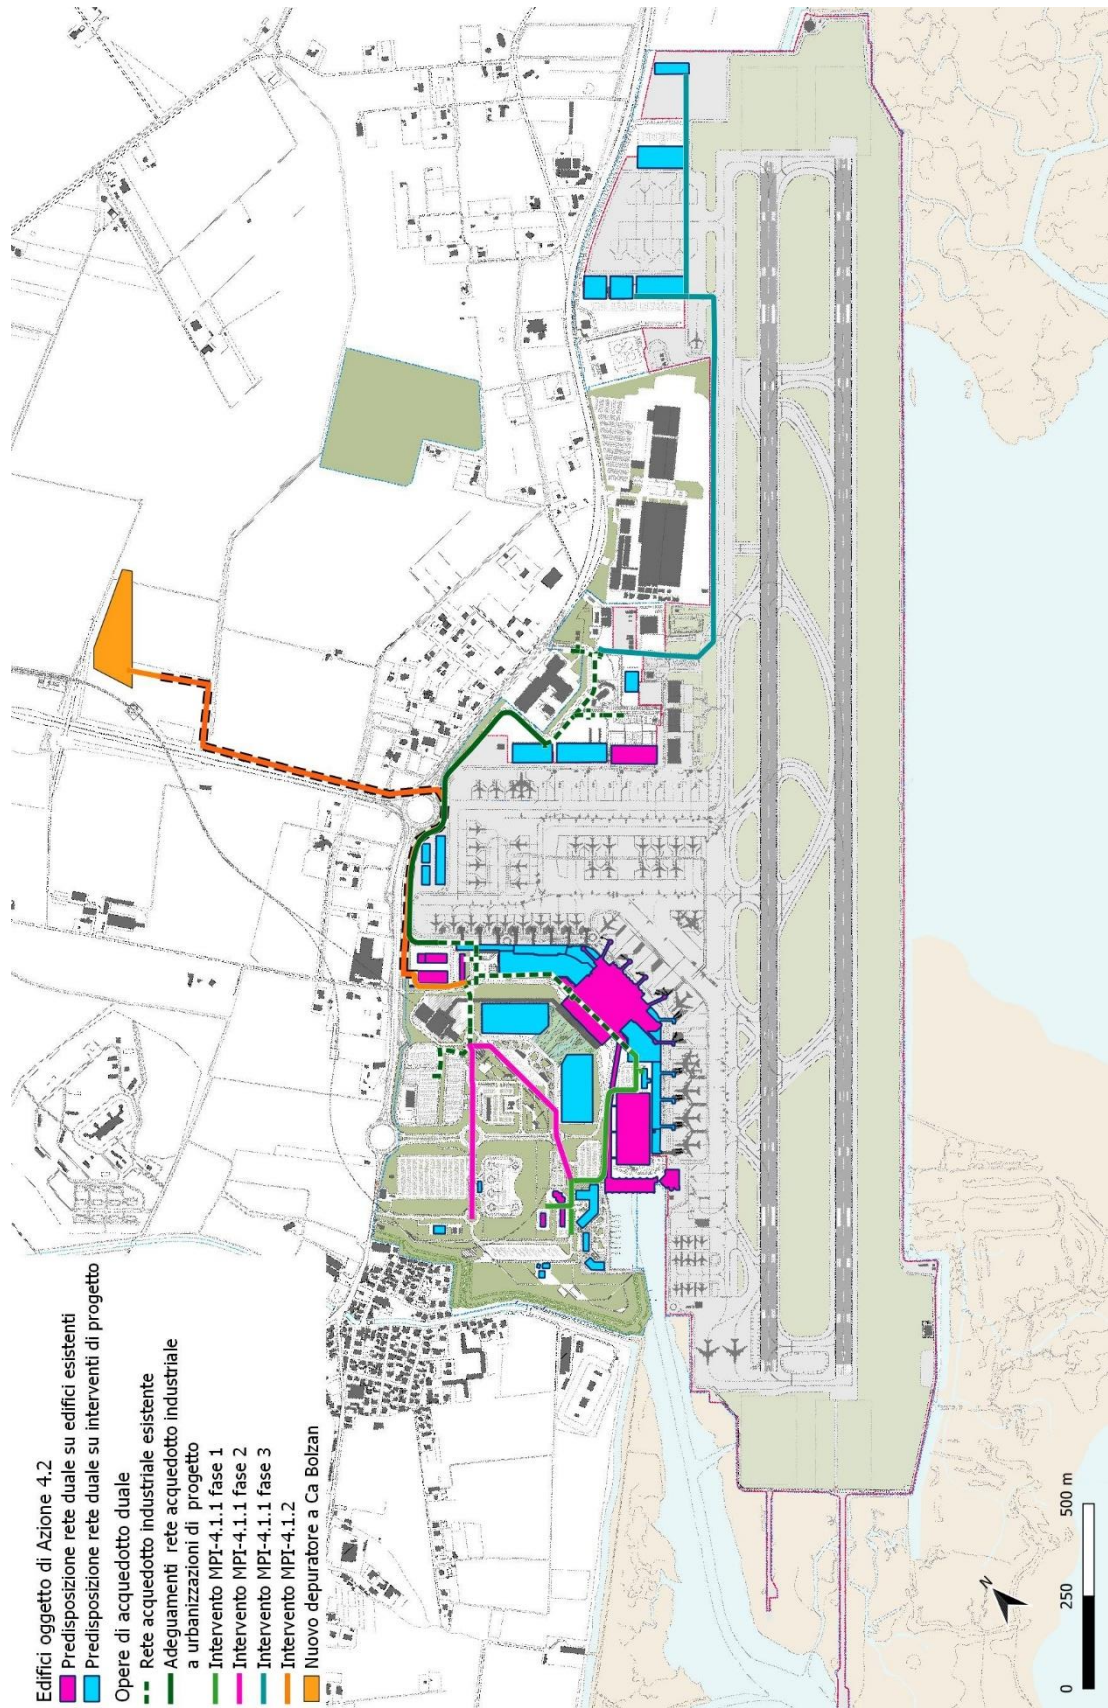 Edifici oggetto di Azione 4.2
Predisposizione rete duale su edifici esistenti
Predisposizione rete duale su interventi di progetto
Opere di acquedotto duale
Rete acquedotto industriale esistente
Adeguamenti rete acquedotto industriale
a urbanizzazioni di progetto
Intervento MPI-4.1.1 fase 1
Intervento MPI-4.1.1 fase 2
Intervento MPI-4.1.1 fase 3
Intervento MPI-4.1.2
Nuovo depuratore a Ca Bolzan
N
0 250 500 m